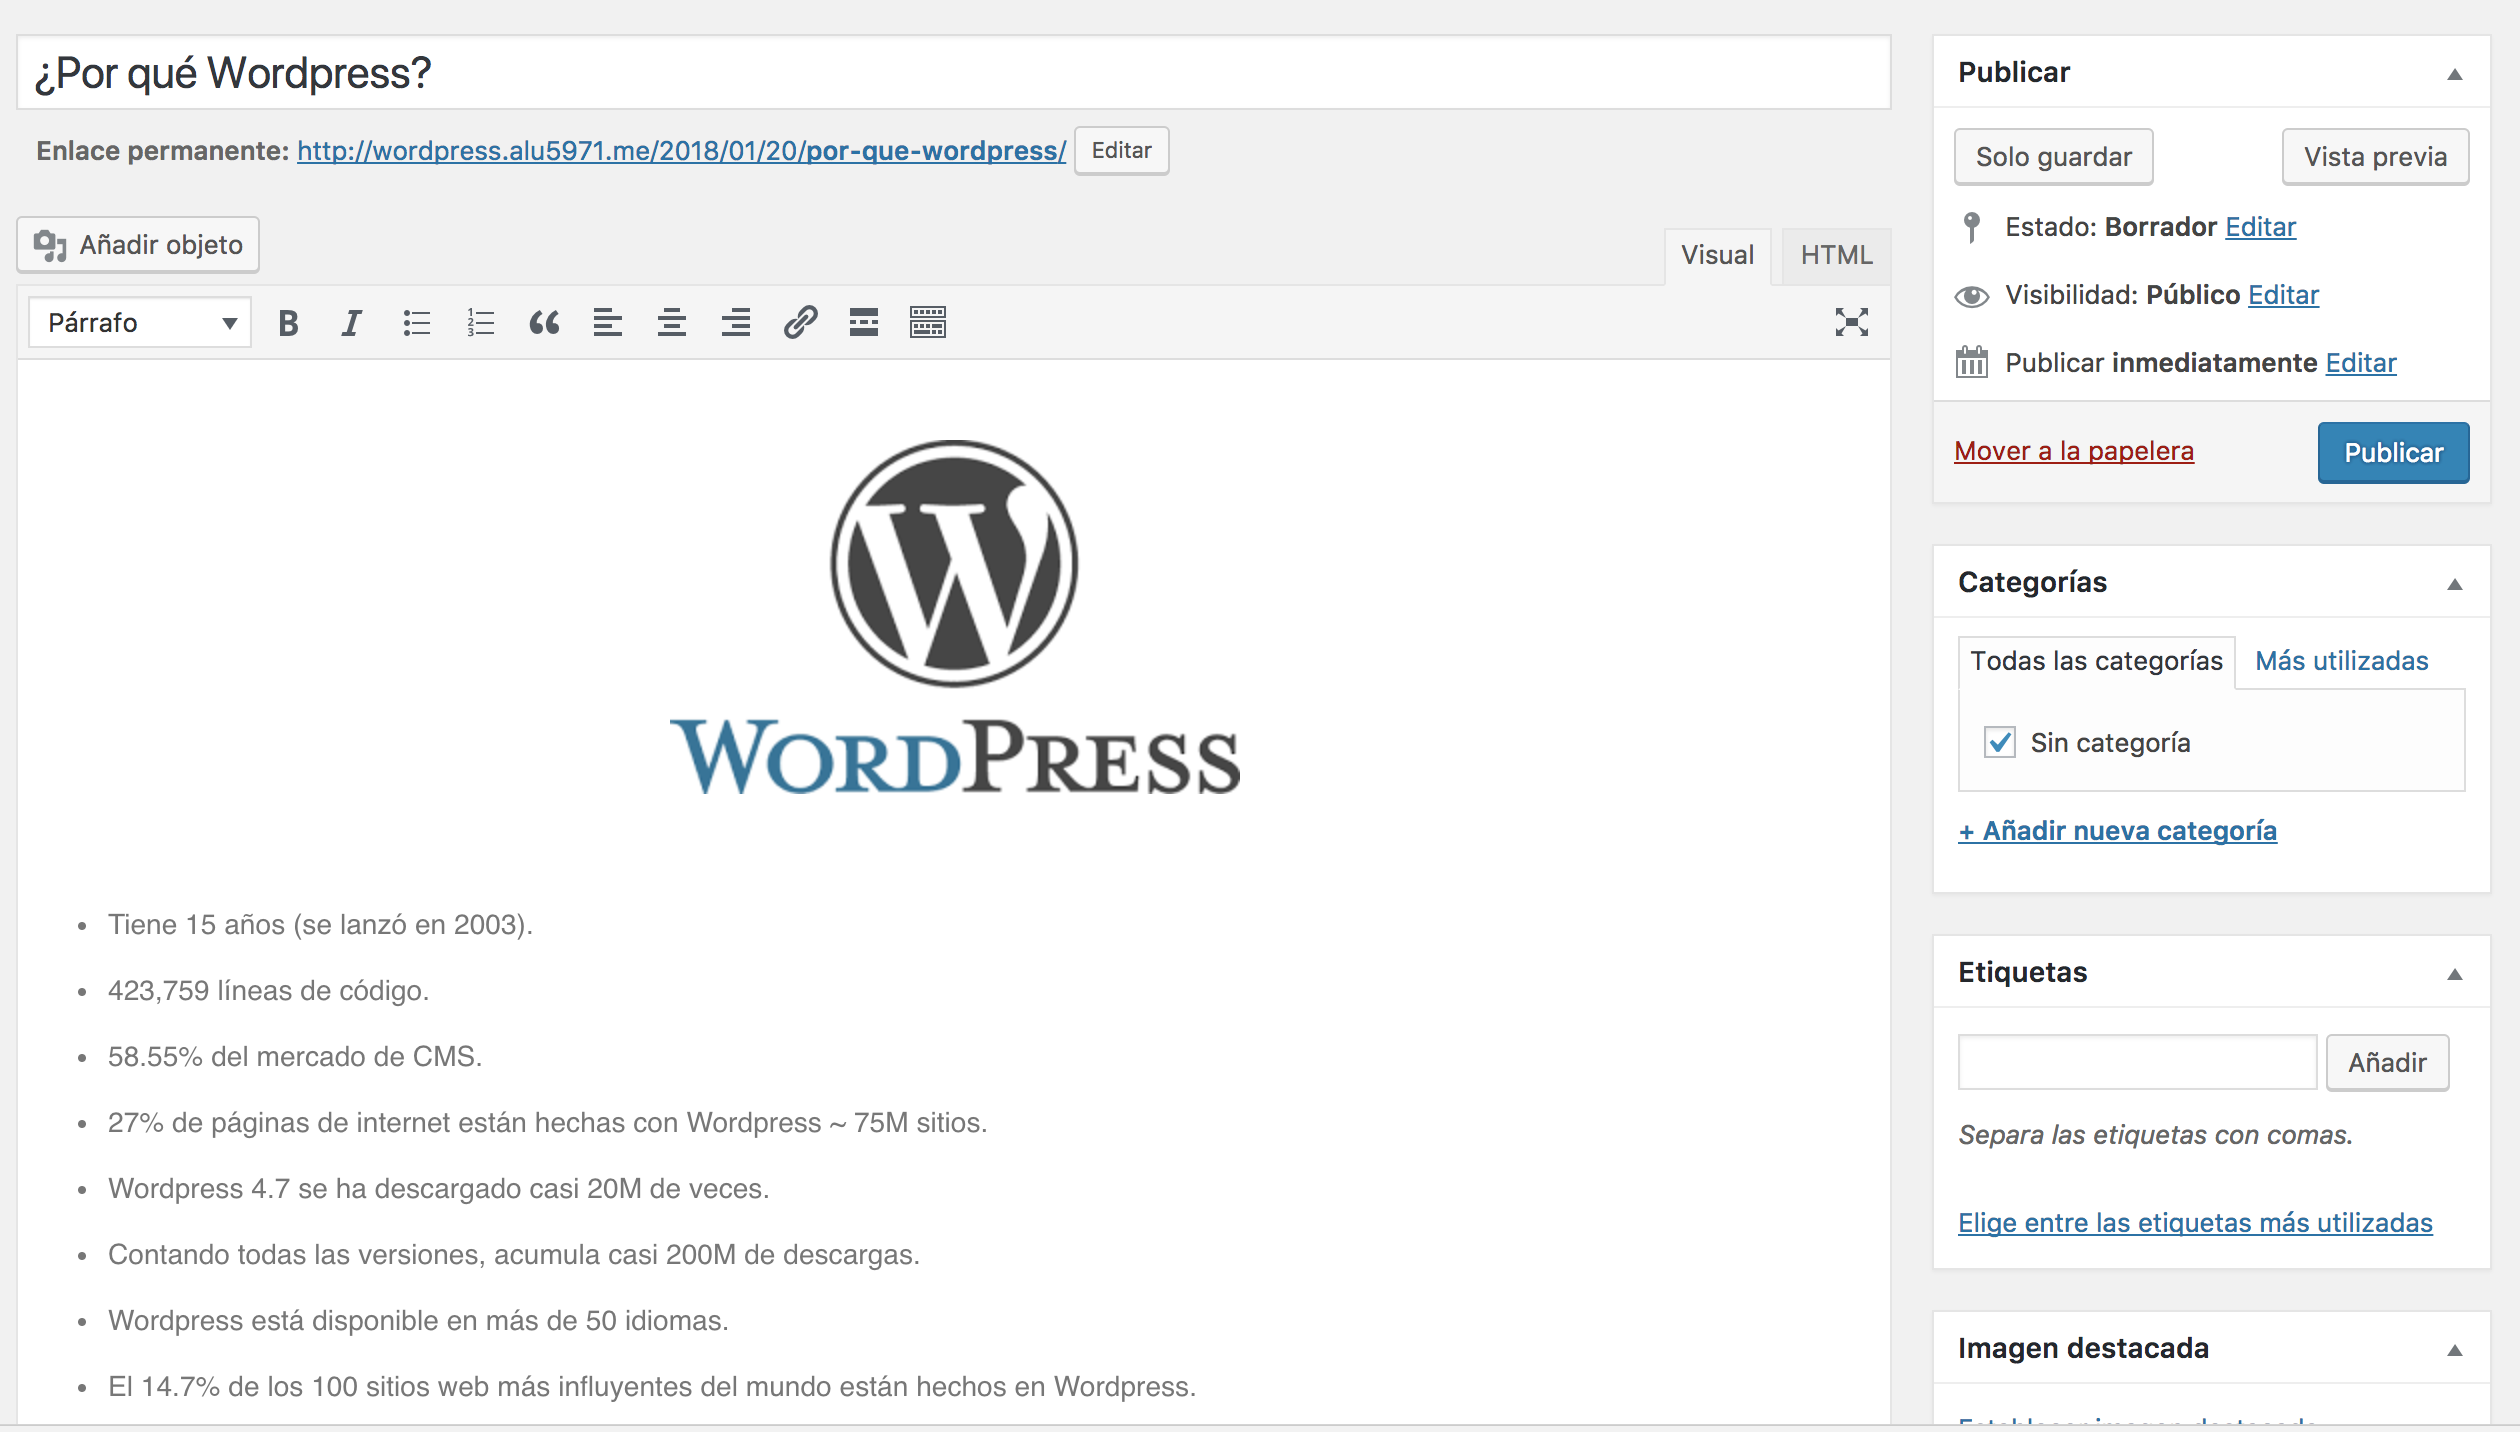 ¿Por qué Wordpress?
Enlace permanente: http://wordpress.alu5971.me/2018/01/20/por-que-wordpress/ Editar
Añadir objeto
Visual HTML
Párrafo
WORDPRESS
Tiene 15 años (se lanzó en 2003).
423,759 líneas de código.
58.55% del mercado de CMS.
27% de páginas de internet están hechas con Wordpress ~ 75M sitios.
Wordpress 4.7 se ha descargado casi 20M de veces.
Contando todas las versiones, acumula casi 200M de descargas.
Wordpress está disponible en más de 50 idiomas.
El 14.7% de los 100 sitios web más influyentes del mundo están hechos en Wordpress.
Publicar
Solo guardar Vista previa
Estado: Borrador Editar
Visibilidad: Público Editar
Publicar inmediatamente Editar
Mover a la papelera Publicar
Categorías
Todas las categorías Más utilizadas
Sin categoría
+ Añadir nueva categoría
Etiquetas
Añadir
Separa las etiquetas con comas.
Elige entre las etiquetas más utilizadas
Imagen destacada